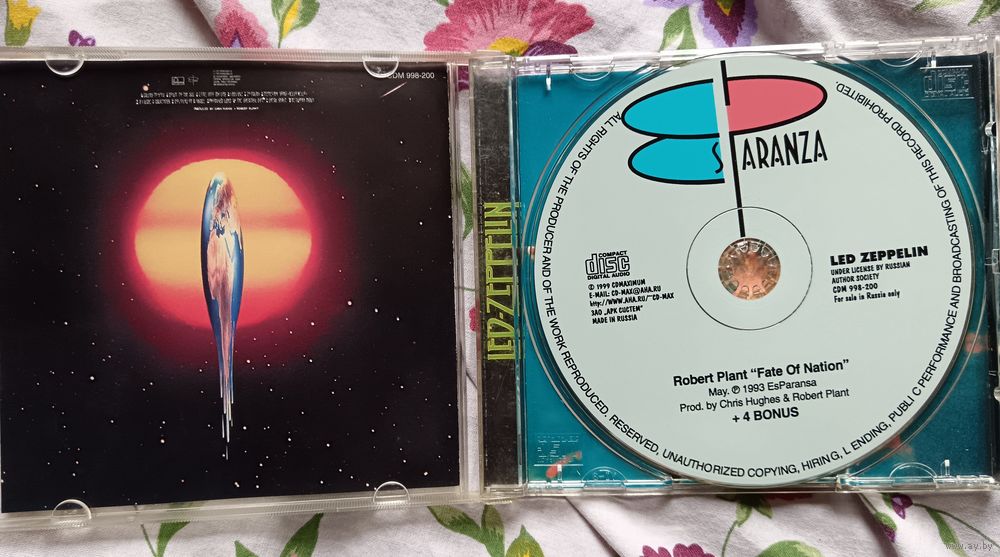 CDM 998-200
LED-ZEPPELIN
ALL RIGHTS OF THE PRODUCER AND OF THE WORK REPRODUCED. RESERVED, UNAUTHORIZED COPYING, HIRING, L ENDING, PUBLI C PERFORMANCE AND BROADCASTING OF THIS RECORD PROHIBITED.
S ARANZA
COMPACT
disc
DIGITAL AUDIO
© 1999 CDMAXIMUM
E-MAIL: CD-MAX@AHA.RU
http://WWW.AHA.RU/~CD-MAX
ЗАО „АРК СИСТЕМ"
MADE IN RUSSIA
LED ZEPPELIN
UNDER LICENSE BY RUSSIAN
AUTHOR SOCIETY
CDM 998-200
For sale in Russia only
Robert Plant "Fate Of Nation"
May. ℗ 1993 EsParansa
Prod. by Chris Hughes & Robert Plant
+ 4 BONUS
www.ay.by